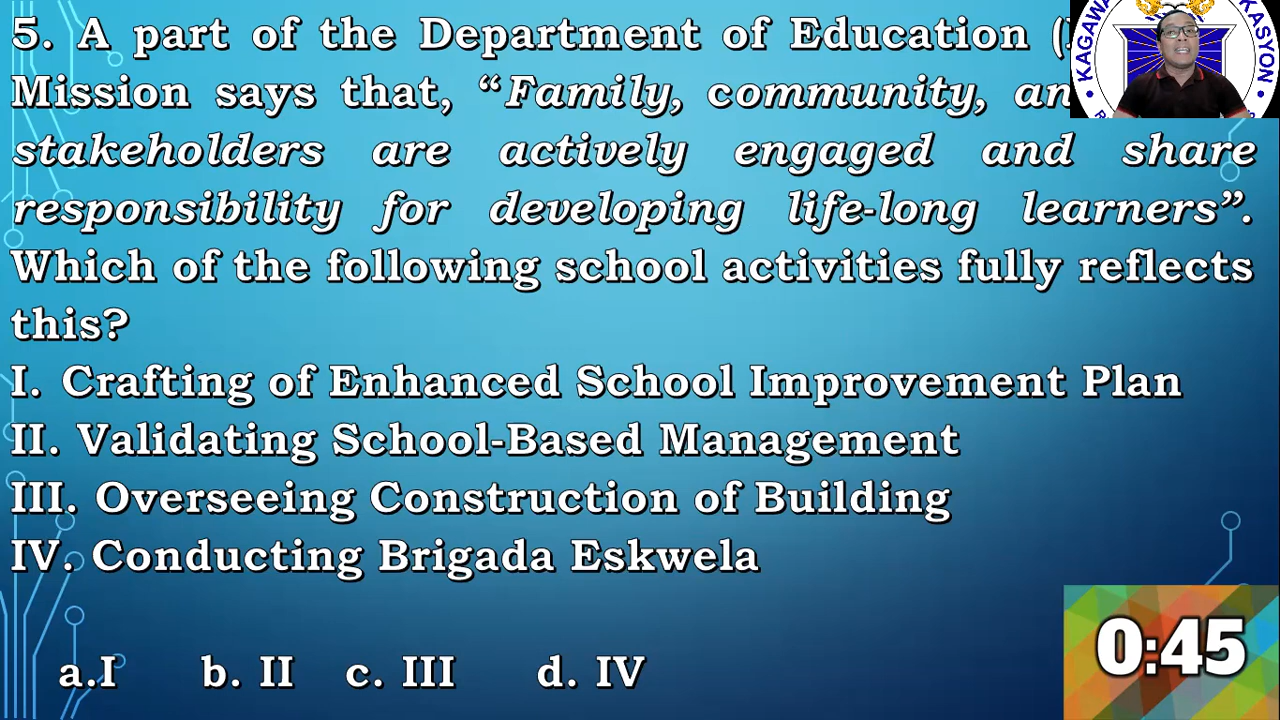 5. A part of the Department of Education
Mission says that, “Family, community,
stakeholders are actively engaged and share
responsibility for developing life-long learners”.
Which of the following school activities fully reflects
this?
I. Crafting of Enhanced School Improvement Plan
II. Validating School-Based Management
III. Overseeing Construction of Building
IV. Conducting Brigada Eskwela
a.I b. II c. III d. IV
0:45